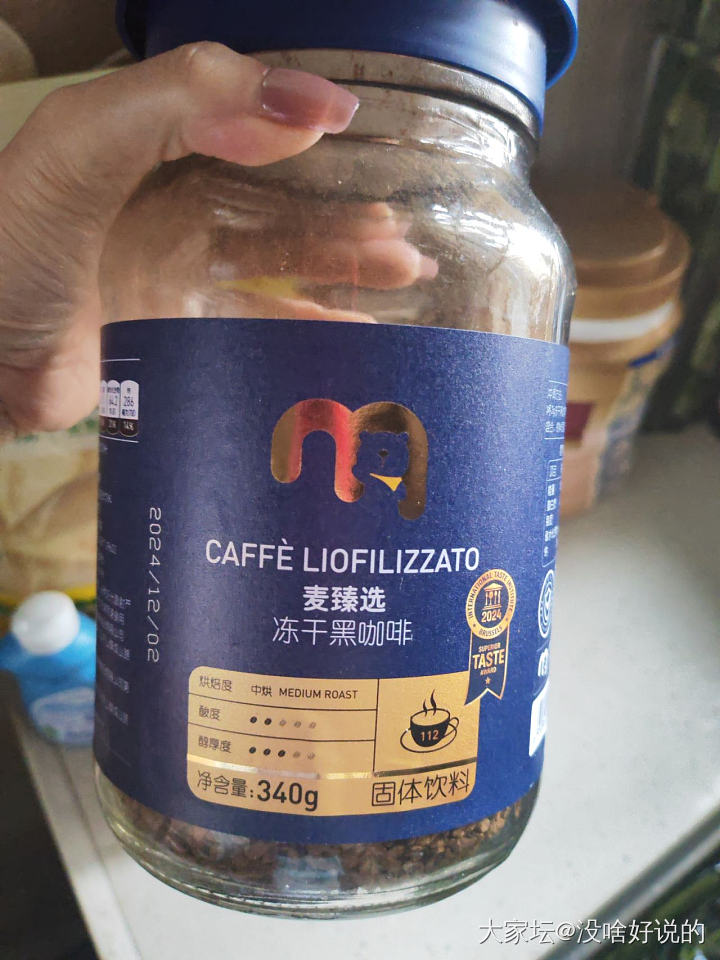 2024/12/02
CAFFÈ LIOFILIZZATO
麦臻选
冻干黑咖啡
INTERNATIONAL TASTE INSTITUTE
2024
BRUSSELS
SUPERIOR
TASTE
AWARD
烘焙度 中烘 MEDIUM ROAST
酸度
醇厚度
112
净含量:340g
固体饮料
大家坛@没啥好说的